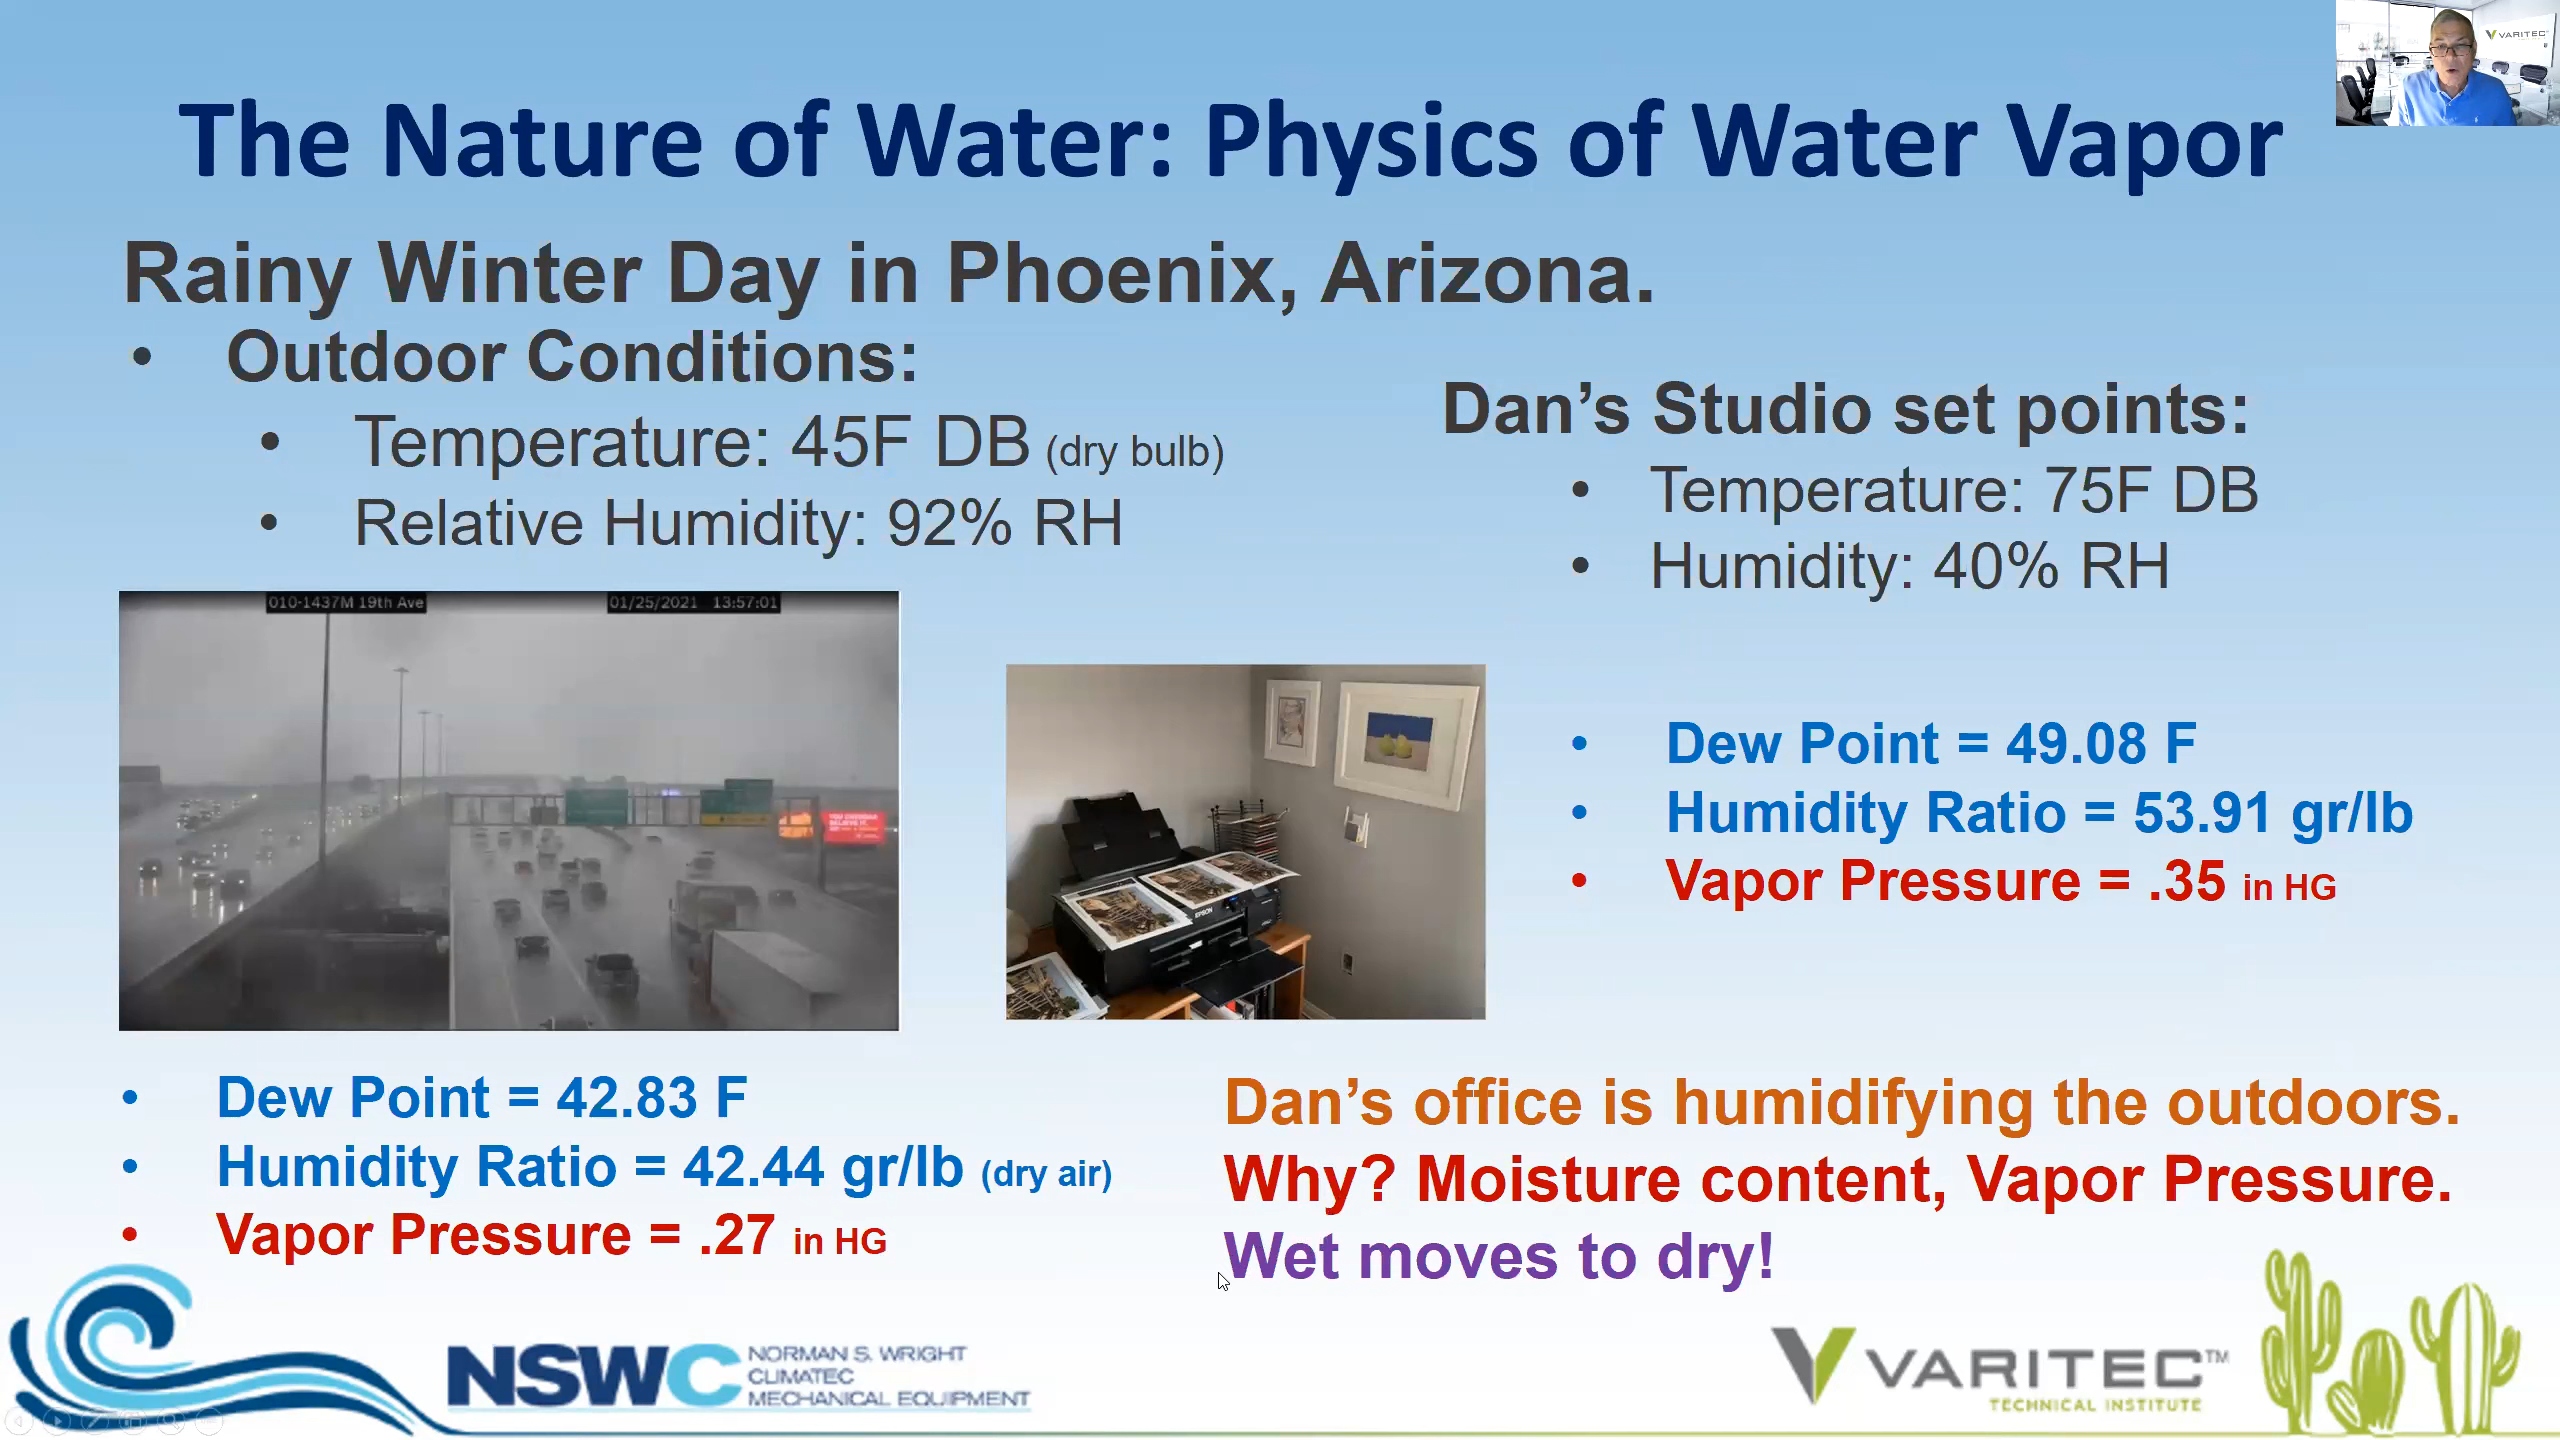 VARITEC
The Nature of Water: Physics of Water Vapor
Rainy Winter Day in Phoenix, Arizona.
• Outdoor Conditions:
• Temperature: 45F DB (dry bulb)
• Relative Humidity: 92% RH
Dan’s Studio set points:
• Temperature: 75F DB
• Humidity: 40% RH
010-1437M 19th Ave 01/25/2021 13:57:01
EPSON
• Dew Point = 49.08 F
• Humidity Ratio = 53.91 gr/lb
• Vapor Pressure = .35 in HG
• Dew Point = 42.83 F
• Humidity Ratio = 42.44 gr/lb (dry air)
• Vapor Pressure = .27 in HG
Dan’s office is humidifying the outdoors.
Why? Moisture content, Vapor Pressure.
Wet moves to dry!
NSWC
NORMAN S. WRIGHT
CLIMATEC
MECHANICAL EQUIPMENT
VARITEC™
TECHNICAL INSTITUTE